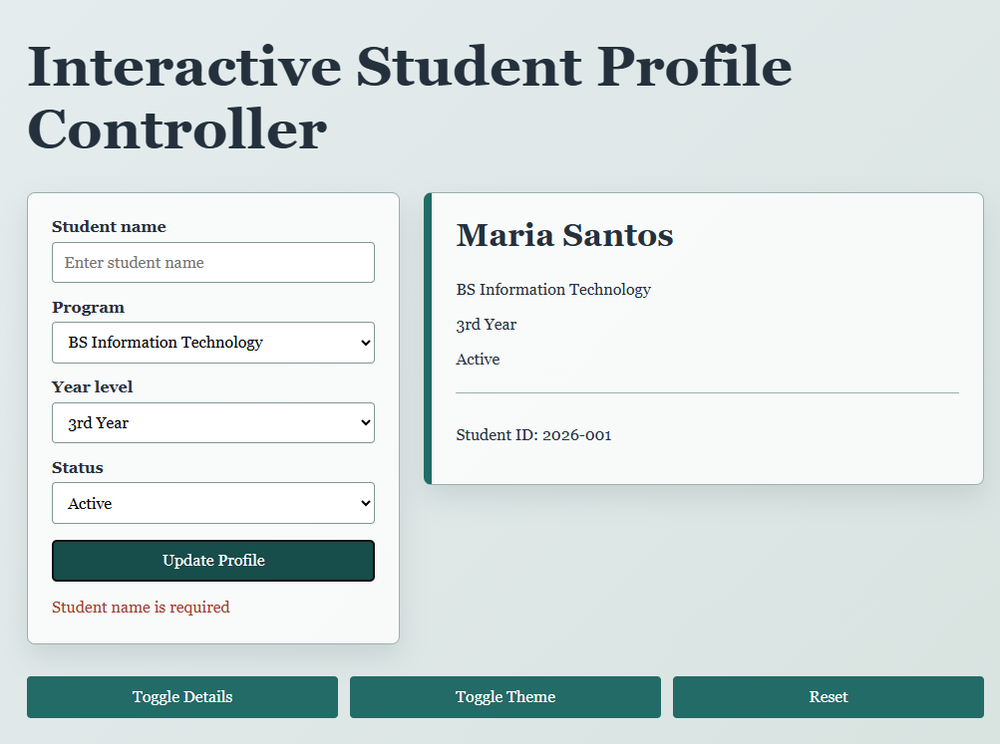 Interactive Student Profile
Controller
Student name
Enter student name
Program
BS Information Technology
Year level
3rd Year
Status
Active
Update Profile
Student name is required
Maria Santos
BS Information Technology
3rd Year
Active
Student ID: 2026-001
Toggle Details
Toggle Theme
Reset